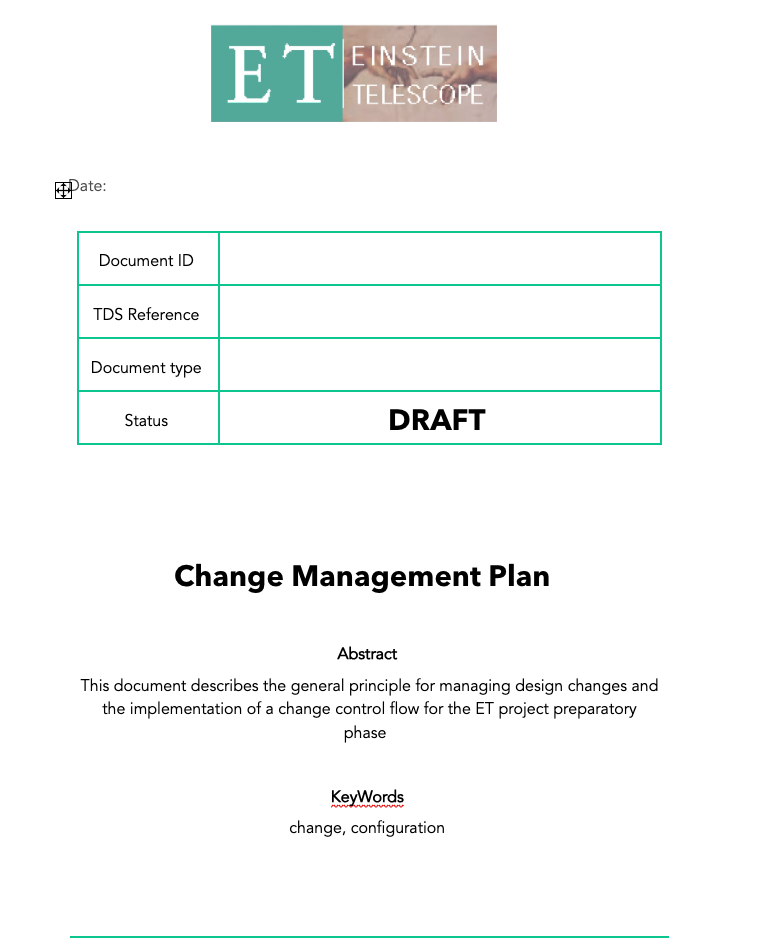 ET EINSTEIN
TELESCOPE
Date:
Document ID
TDS Reference
Document type
Status DRAFT
Change Management Plan
Abstract
This document describes the general principle for managing design changes and
the implementation of a change control flow for the ET project preparatory
phase
KeyWords
change, configuration